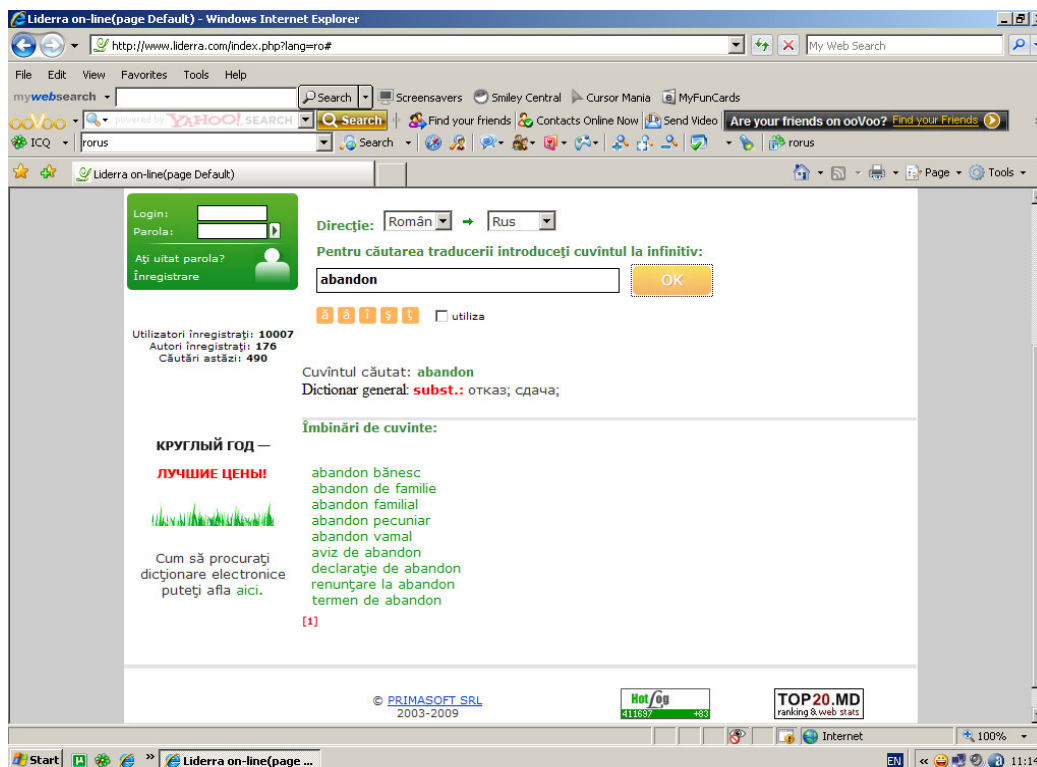 Liderra on-line(page Default) - Windows Internet Explorer
http://www.liderra.com/index.php?lang=ro#
My Web Search
File Edit View Favorites Tools Help
mywebsearch Search Screensavers Smiley Central Cursor Mania MyFunCards
ooVoo powered by YAHOO! SEARCH Search Find your friends Contacts Online Now Send Video Are your friends on ooVoo? Find your Friends
ICQ rorus Search rorus
Liderra on-line(page Default) Page Tools
Login:
Parola:
Aţi uitat parola?
Înregistrare
Direcţie: Român Rus
Pentru căutarea traducerii introduceţi cuvîntul la infinitiv:
abandon OK
ă â î ş ţ utiliza
Utilizatori înregistraţi: 10007
Autori înregistraţi: 176
Căutări astăzi: 490
Cuvîntul căutat: abandon
Dictionar general: subst.: отказ; сдача;
Îmbinări de cuvinte:
КРУГЛЫЙ ГОД —
ЛУЧШИЕ ЦЕНЫ!
Cum să procuraţi
dicţionare electronice
puteţi afla aici.
abandon bănesc
abandon de familie
abandon familial
abandon pecuniar
abandon vamal
aviz de abandon
declaraţie de abandon
renunţare la abandon
termen de abandon
[1]
© PRIMASOFT SRL
2003-2009
HotLog
411697 +83
TOP20.MD
ranking & web stats
Internet 100%
Start » Liderra on-line(page ... EN « 11:14